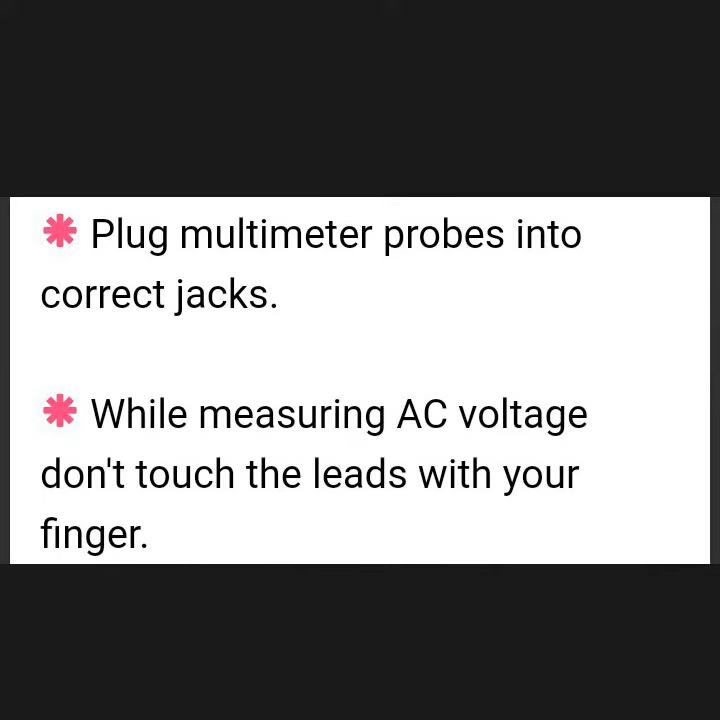 ✱ Plug multimeter probes into
correct jacks.
✱ While measuring AC voltage
don't touch the leads with your
finger.